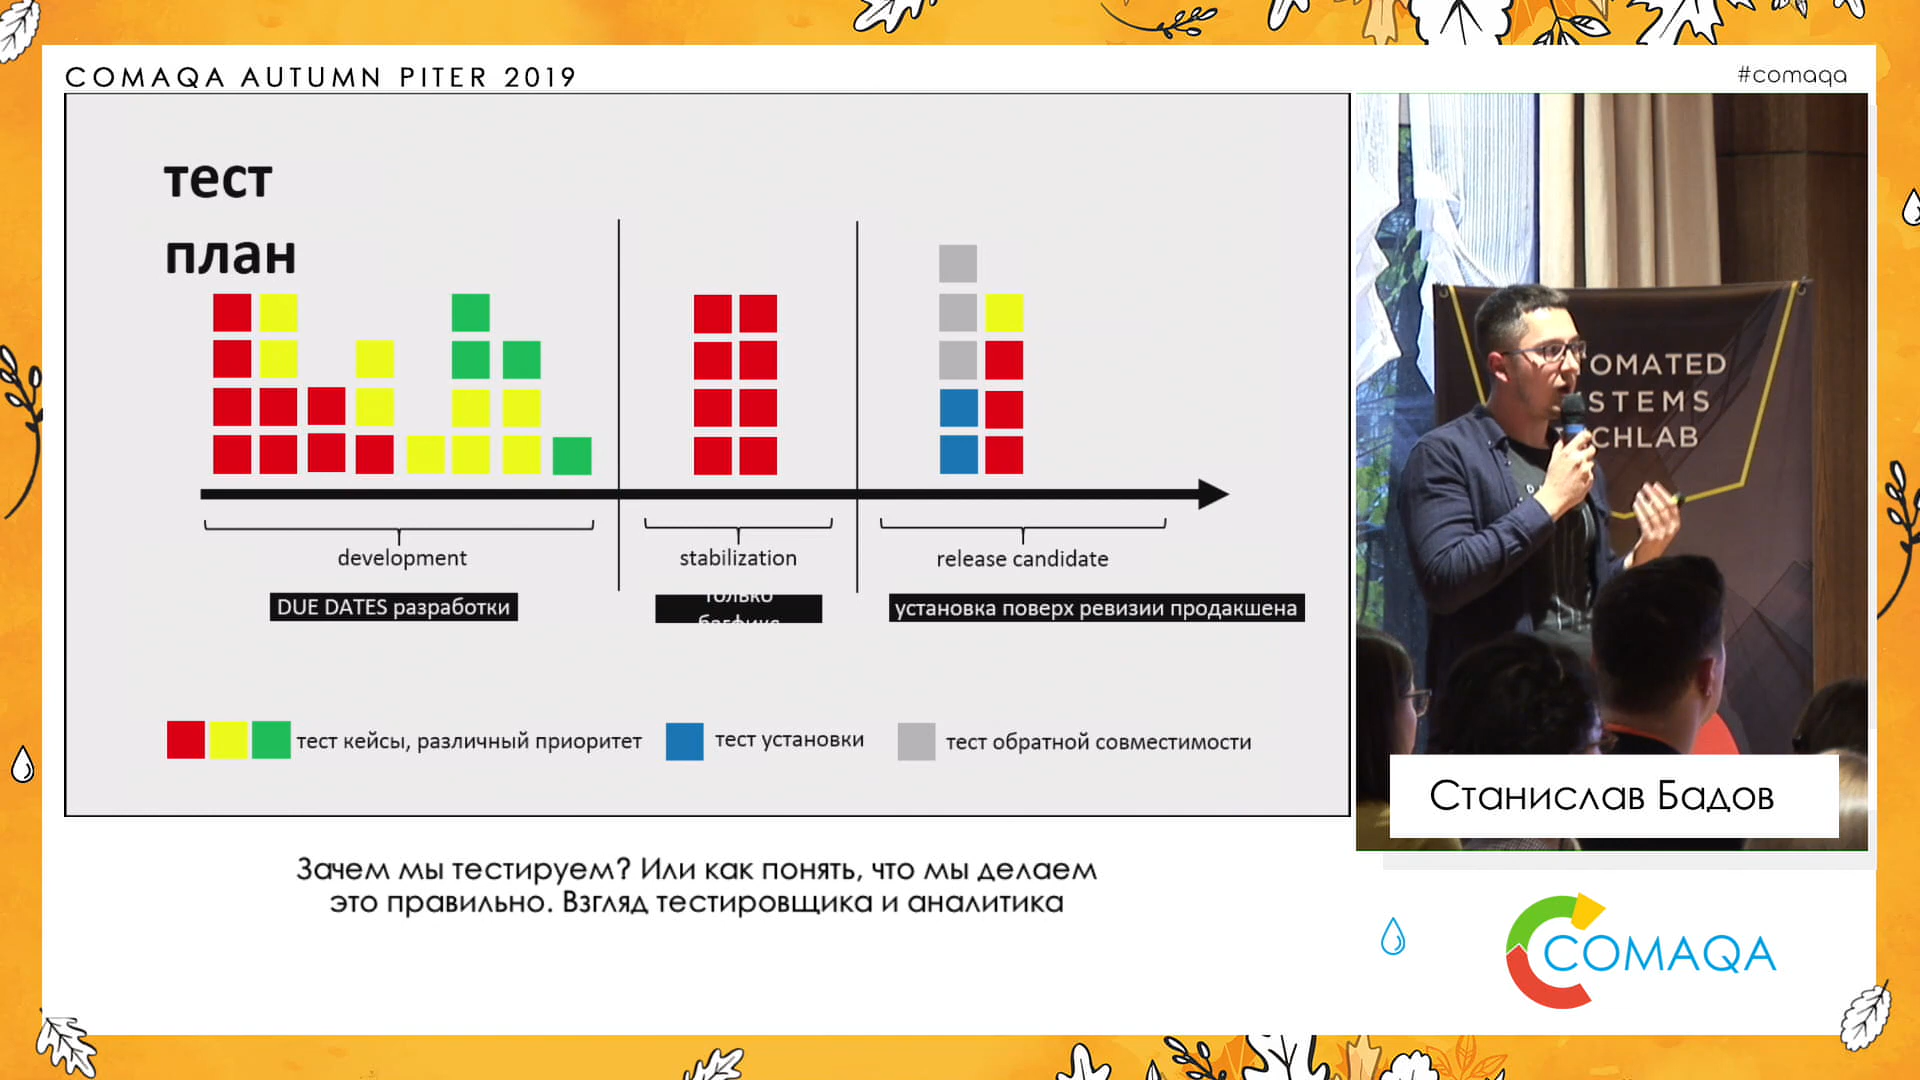 COMAQA AUTUMN PITER 2019
#comaqa
тест
план
development
stabilization
release candidate
DUE DATES разработки
только
багфикс
установка поверх ревизии продакшена
тест кейсы, различный приоритет
тест установки
тест обратной совместимости
OMATED
STEMS
CHLAB
Станислав Бадов
Зачем мы тестируем? Или как понять, что мы делаем
это правильно. Взгляд тестировщика и аналитика
COMAQA